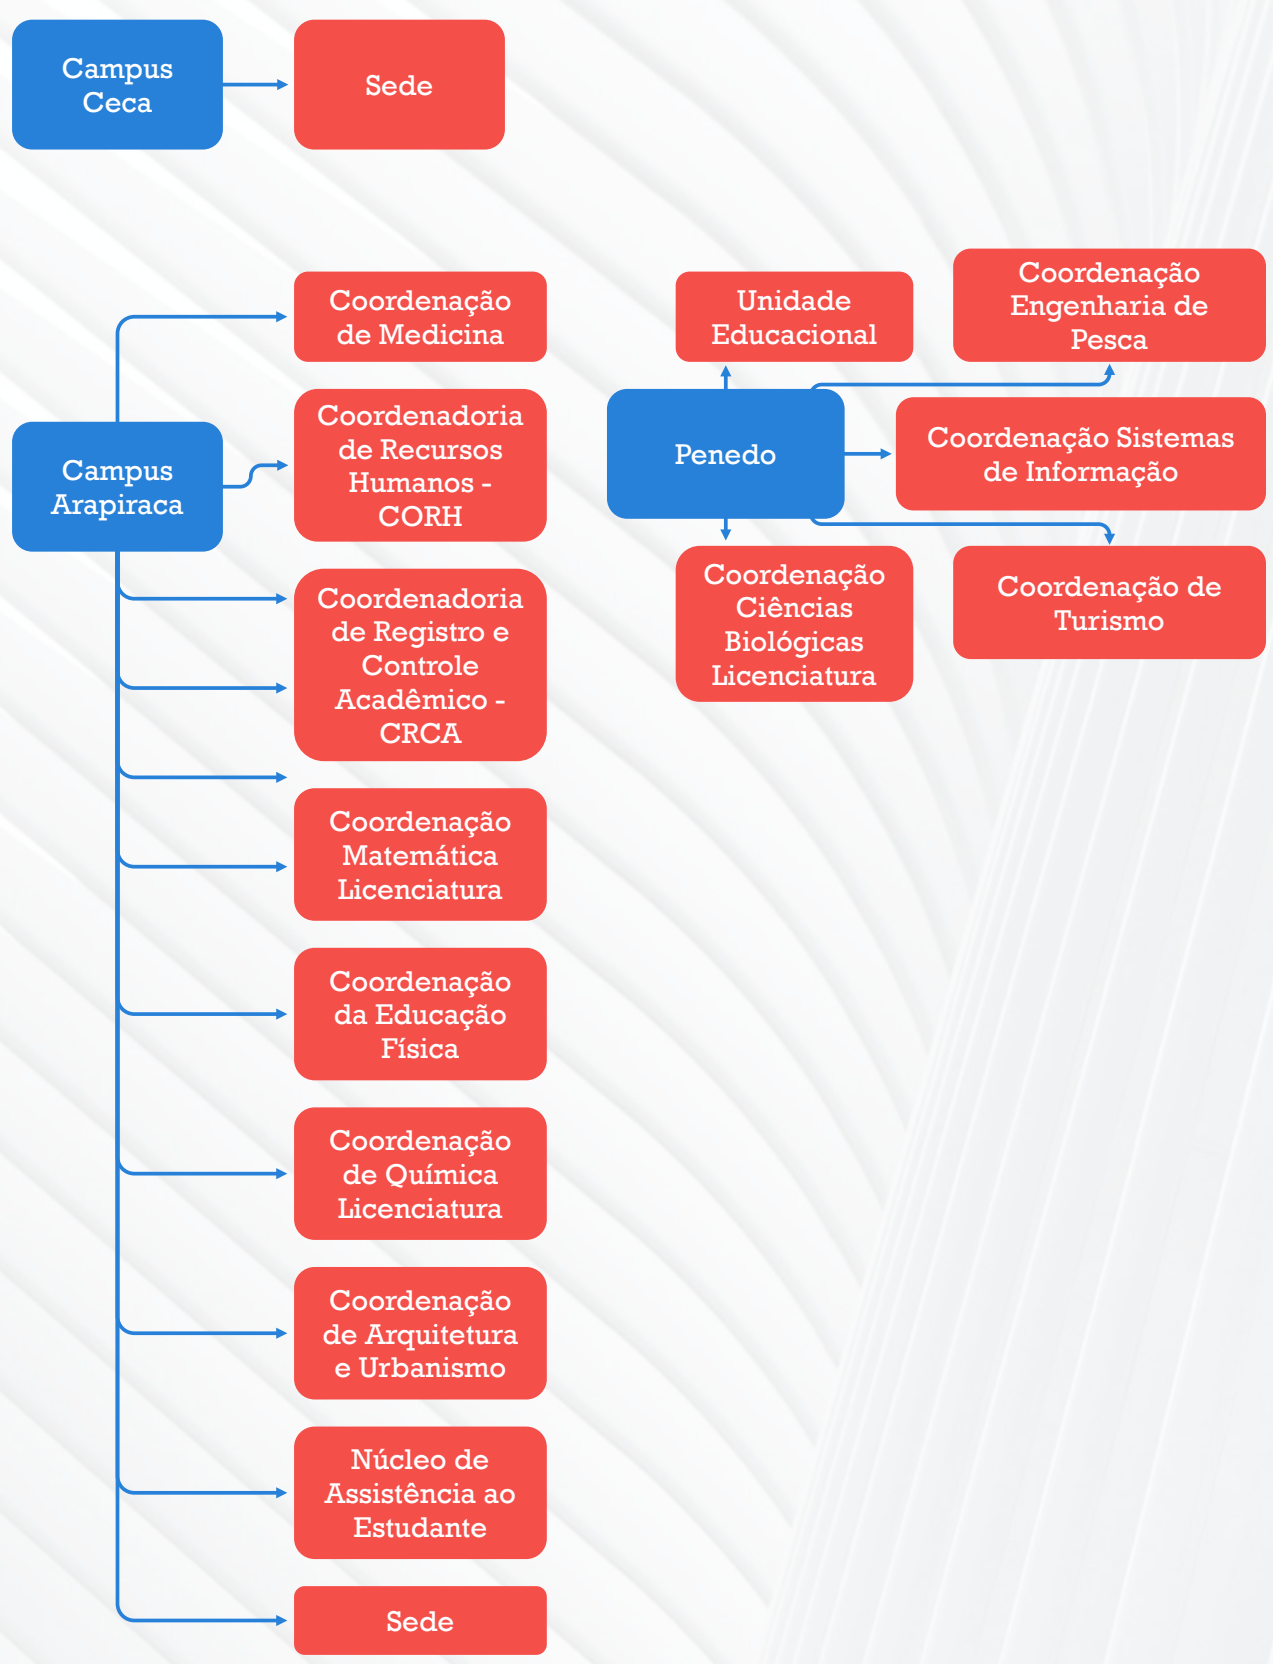 Campus
Ceca
Sede
Coordenação
de Medicina
Campus
Arapiraca
Coordenadoria
de Recursos
Humanos -
CORH
Coordenadoria
de Registro e
Controle
Acadêmico -
CRCA
Coordenação
Matemática
Licenciatura
Coordenação
da Educação
Física
Coordenação
de Química
Licenciatura
Coordenação
de Arquitetura
e Urbanismo
Núcleo de
Assistência ao
Estudante
Sede
Unidade
Educacional
Coordenação
Engenharia de
Pesca
Penedo
Coordenação Sistemas
de Informação
Coordenação
Ciências
Biológicas
Licenciatura
Coordenação de
Turismo